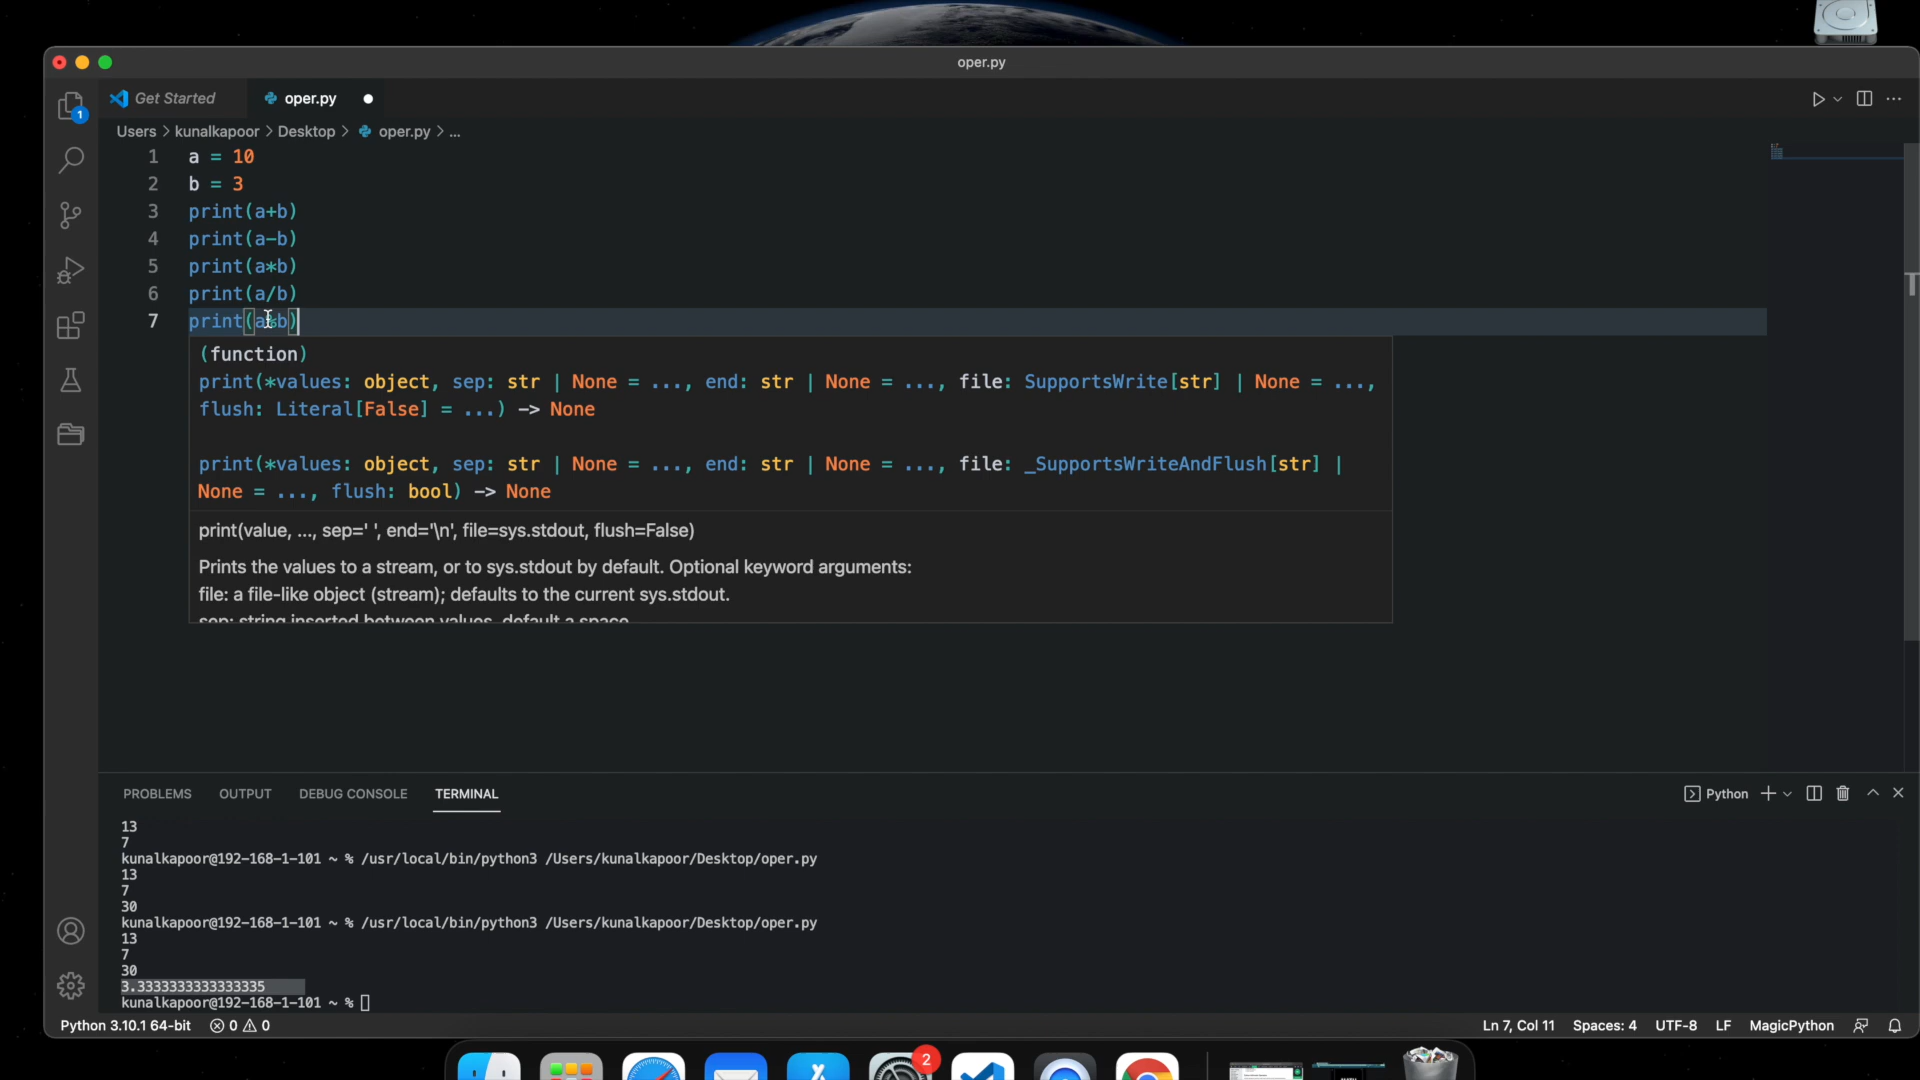 oper.py
Get Started
oper.py
1
Users > kunalkapoor > Desktop > oper.py > ...
1 a = 10
2 b = 3
3 print(a+b)
4 print(a-b)
5 print(a*b)
6 print(a/b)
7 print(a%b)
(function)
print(*values: object, sep: str | None = ..., end: str | None = ..., file: SupportsWrite[str] | None = ...,
flush: Literal[False] = ...) -> None
print(*values: object, sep: str | None = ..., end: str | None = ..., file: _SupportsWriteAndFlush[str] |
None = ..., flush: bool) -> None
print(value, ..., sep=' ', end='\n', file=sys.stdout, flush=False)
Prints the values to a stream, or to sys.stdout by default. Optional keyword arguments:
file: a file-like object (stream); defaults to the current sys.stdout.
sep: string inserted between values, default a space.
PROBLEMS OUTPUT DEBUG CONSOLE TERMINAL
Python
13
7
kunalkapoor@192-168-1-101 ~ % /usr/local/bin/python3 /Users/kunalkapoor/Desktop/oper.py
13
7
30
kunalkapoor@192-168-1-101 ~ % /usr/local/bin/python3 /Users/kunalkapoor/Desktop/oper.py
13
7
30
3.3333333333333335
kunalkapoor@192-168-1-101 ~ %
Python 3.10.1 64-bit 0 0
Ln 7, Col 11 Spaces: 4 UTF-8 LF MagicPython
2